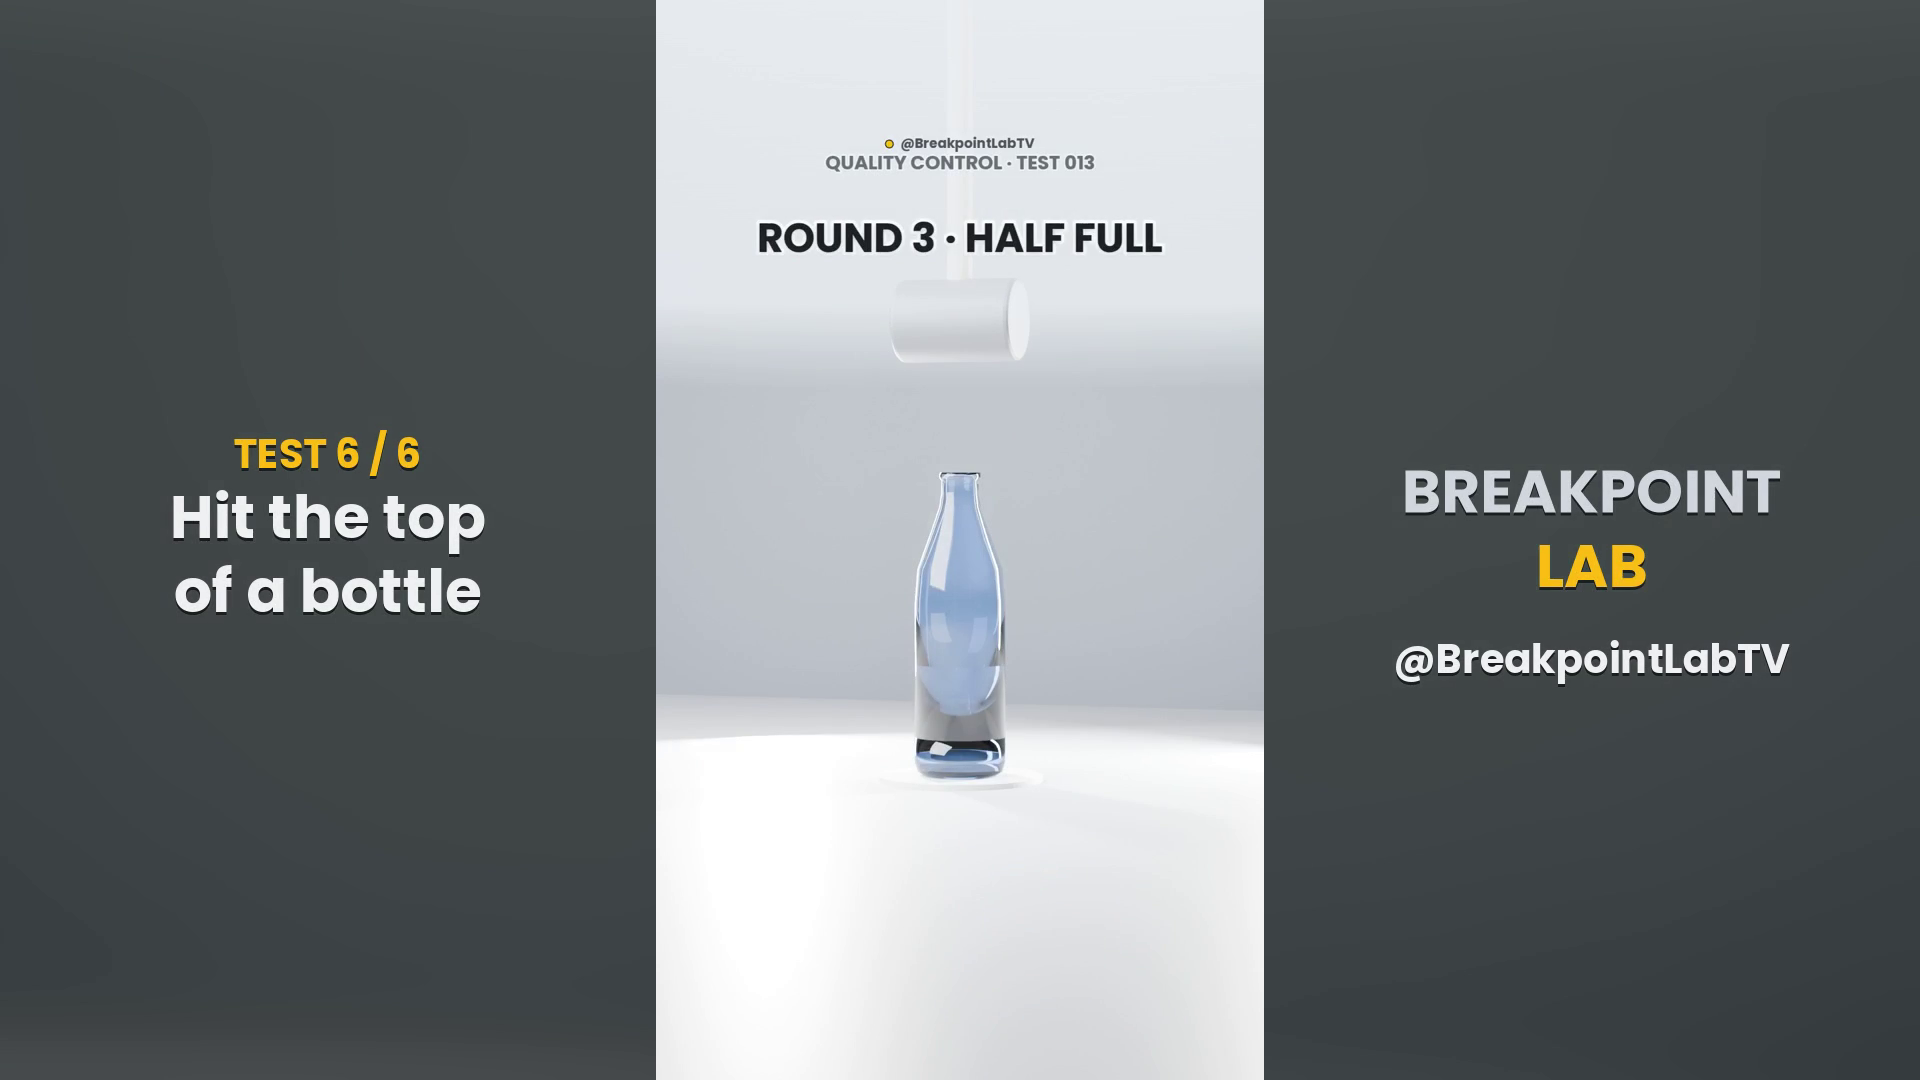 @BreakpointLabTV
QUALITY CONTROL · TEST 013
ROUND 3 · HALF FULL
TEST 6 / 6
Hit the top
of a bottle
BREAKPOINT
LAB
@BreakpointLabTV